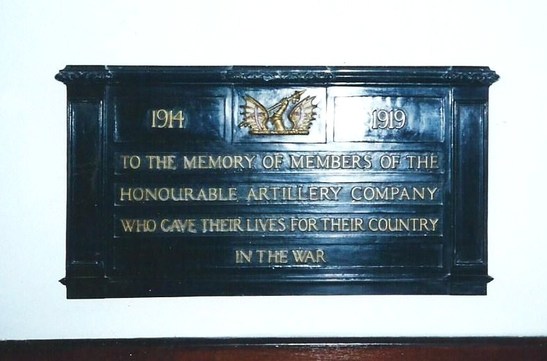 1914 1919
TO THE MEMORY OF MEMBERS OF THE
HONOURABLE ARTILLERY COMPANY
WHO GAVE THEIR LIVES FOR THEIR COUNTRY
IN THE WAR